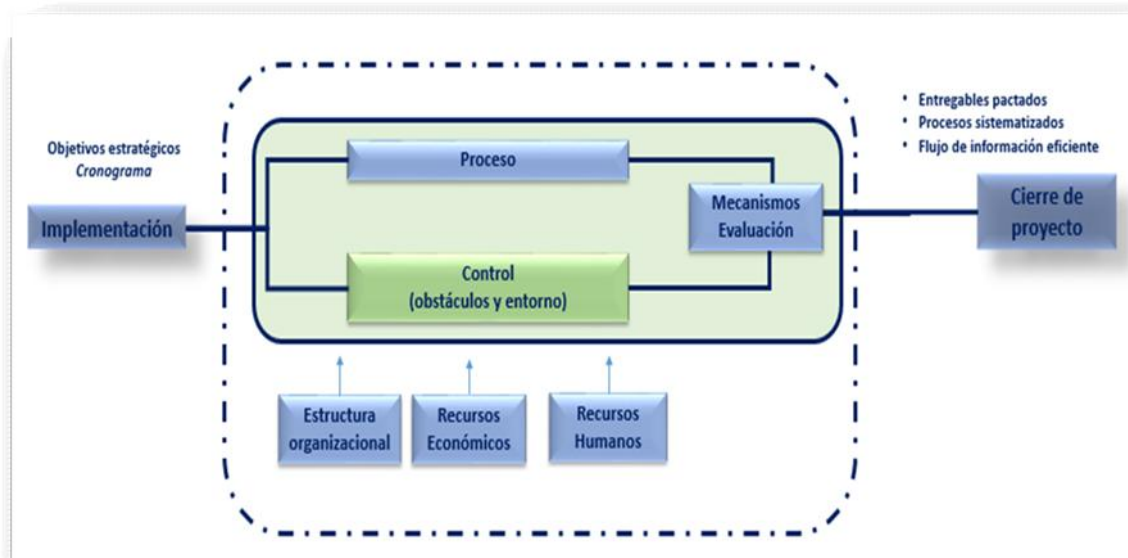 Objetivos estratégicos
Cronograma
Implementación
Proceso
Control
(obstáculos y entorno)
Mecanismos
Evaluación
• Entregables pactados
• Procesos sistematizados
• Flujo de información eficiente
Cierre de
proyecto
Estructura
organizacional
Recursos
Económicos
Recursos
Humanos